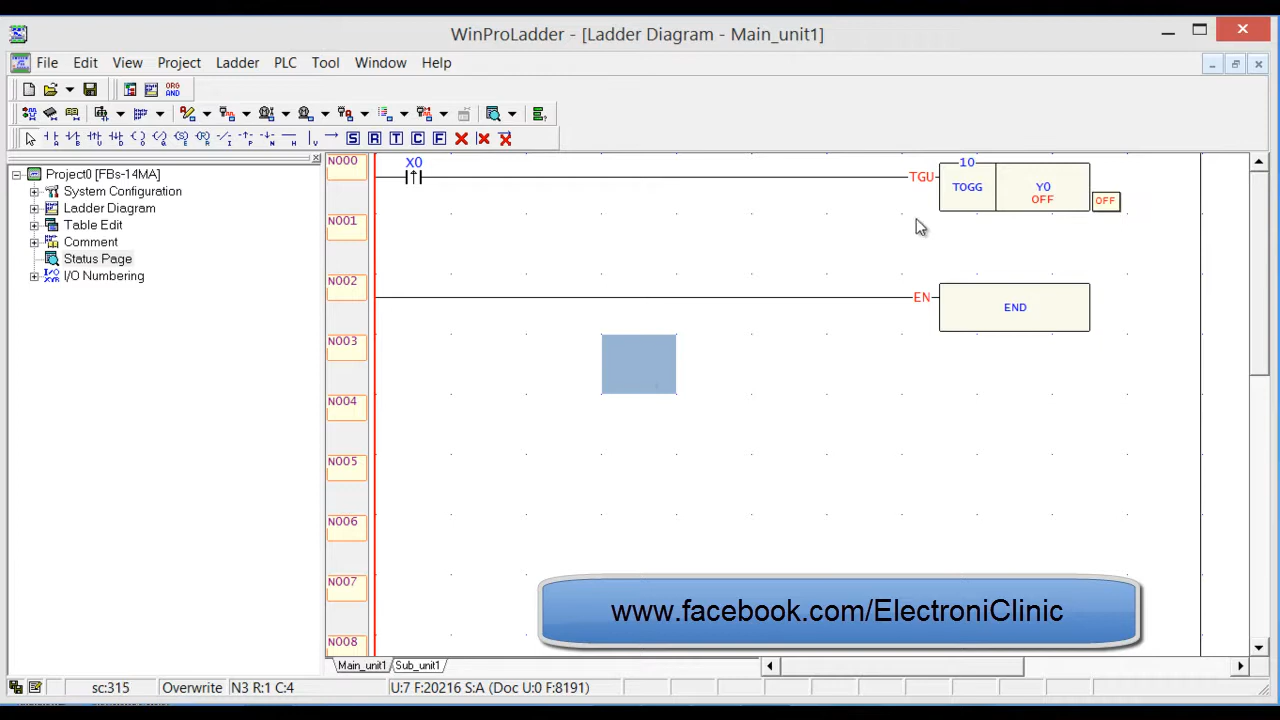 WinProLadder - [Ladder Diagram - Main_unit1]
File Edit View Project Ladder PLC Tool Window Help
ORG
AND
S R T C F
Project0 [FBs-14MA]
System Configuration
Ladder Diagram
Table Edit
Comment
Status Page
I/O Numbering
N000
X0
TGU
10
TOGG
Y0
OFF
OFF
N001
N002
EN
END
N003
N004
N005
N006
N007
N008
www.facebook.com/ElectroniClinic
Main_unit1 Sub_unit1
sc:315 Overwrite N3 R:1 C:4 U:7 F:20216 S:A (Doc U:0 F:8191)